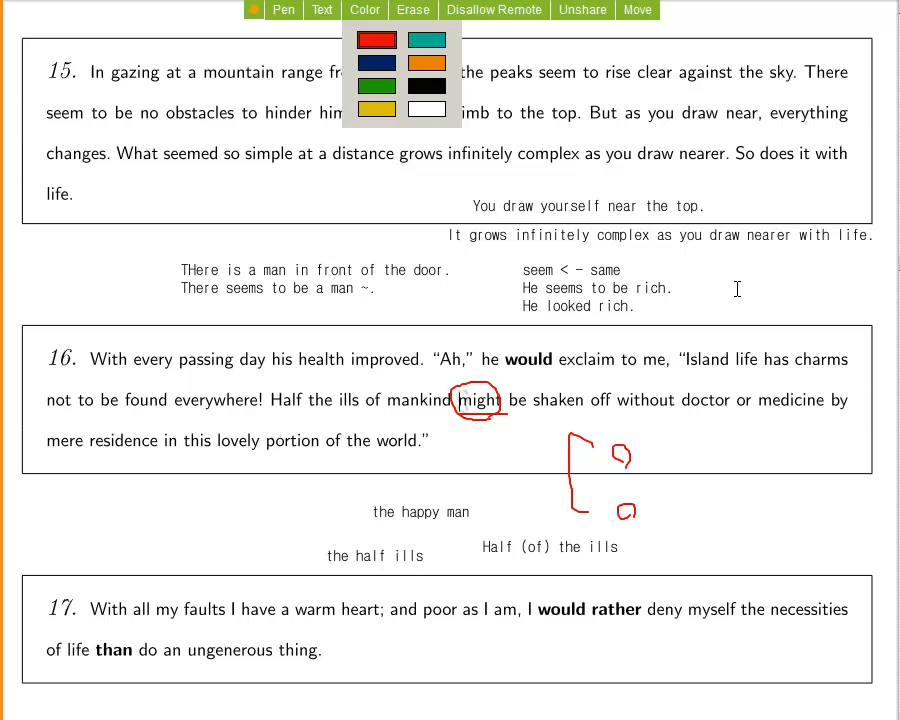 Pen Text Color Erase Disallow Remote Unshare Move
15. In gazing at a mountain range the peaks seem to rise clear against the sky. There
seem to be no obstacles to hinder to the top. But as you draw near, everything
changes. What seemed so simple at a distance grows infinitely complex as you draw nearer. So does it with
life.
You draw yourself near the top.
It grows infinitely complex as you draw nearer with life.
THere is a man in front of the door.
There seems to be a man ~.
seem < - same
He seems to be rich.
He looked rich.
16. With every passing day his health improved. “Ah,” he would exclaim to me, “Island life has charms
not to be found everywhere! Half the ills of mankind might be shaken off without doctor or medicine by
mere residence in this lovely portion of the world.”
the happy man
Half (of) the ills
the half ills
17. With all my faults I have a warm heart; and poor as I am, I would rather deny myself the necessities
of life than do an ungenerous thing.